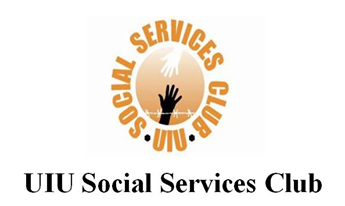 SOCIAL SERVICES CLUB • UIU •
UIU Social Services Club